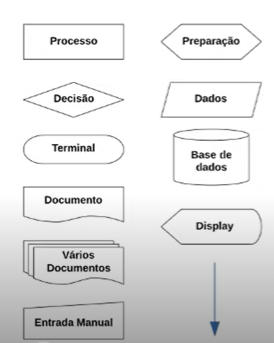 Processo
Preparação
Decisão
Dados
Terminal
Base de
dados
Documento
Display
Vários
Documentos
Entrada Manual